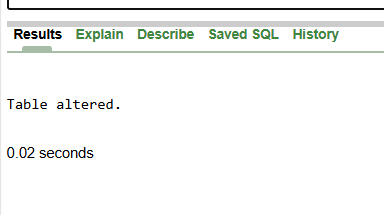 Results Explain Describe Saved SQL History
Table altered.
0.02 seconds